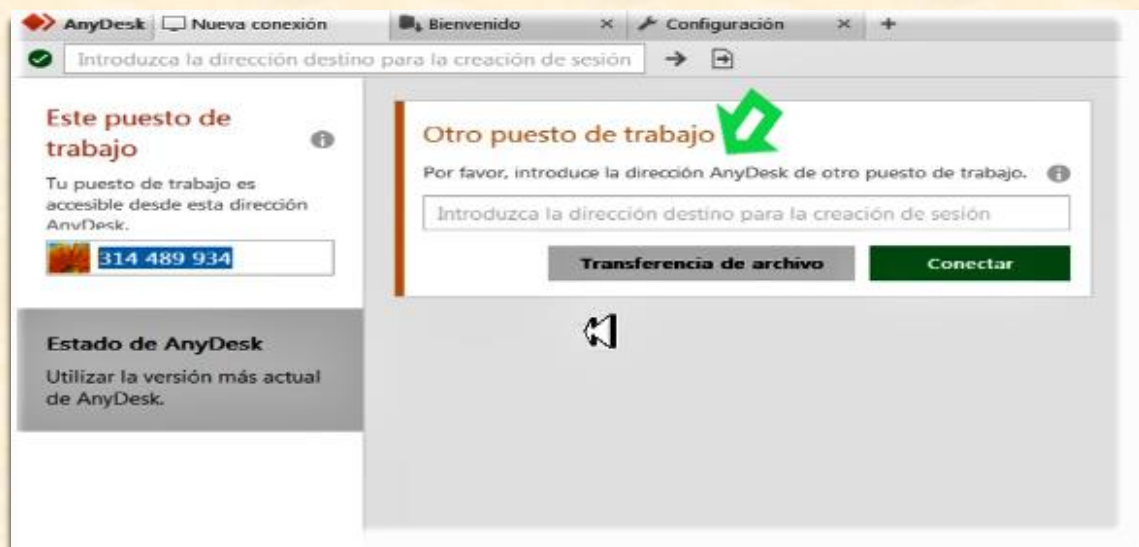 AnyDesk Nueva conexión Bienvenido Configuración
Introduzca la dirección destino para la creación de sesión
Este puesto de
trabajo
Tu puesto de trabajo es
accesible desde esta dirección
AnyDesk.
314 489 934
Estado de AnyDesk
Utilizar la versión más actual
de AnyDesk.
Otro puesto de trabajo
Por favor, introduce la dirección AnyDesk de otro puesto de trabajo.
Introduzca la dirección destino para la creación de sesión
Transferencia de archivo Conectar